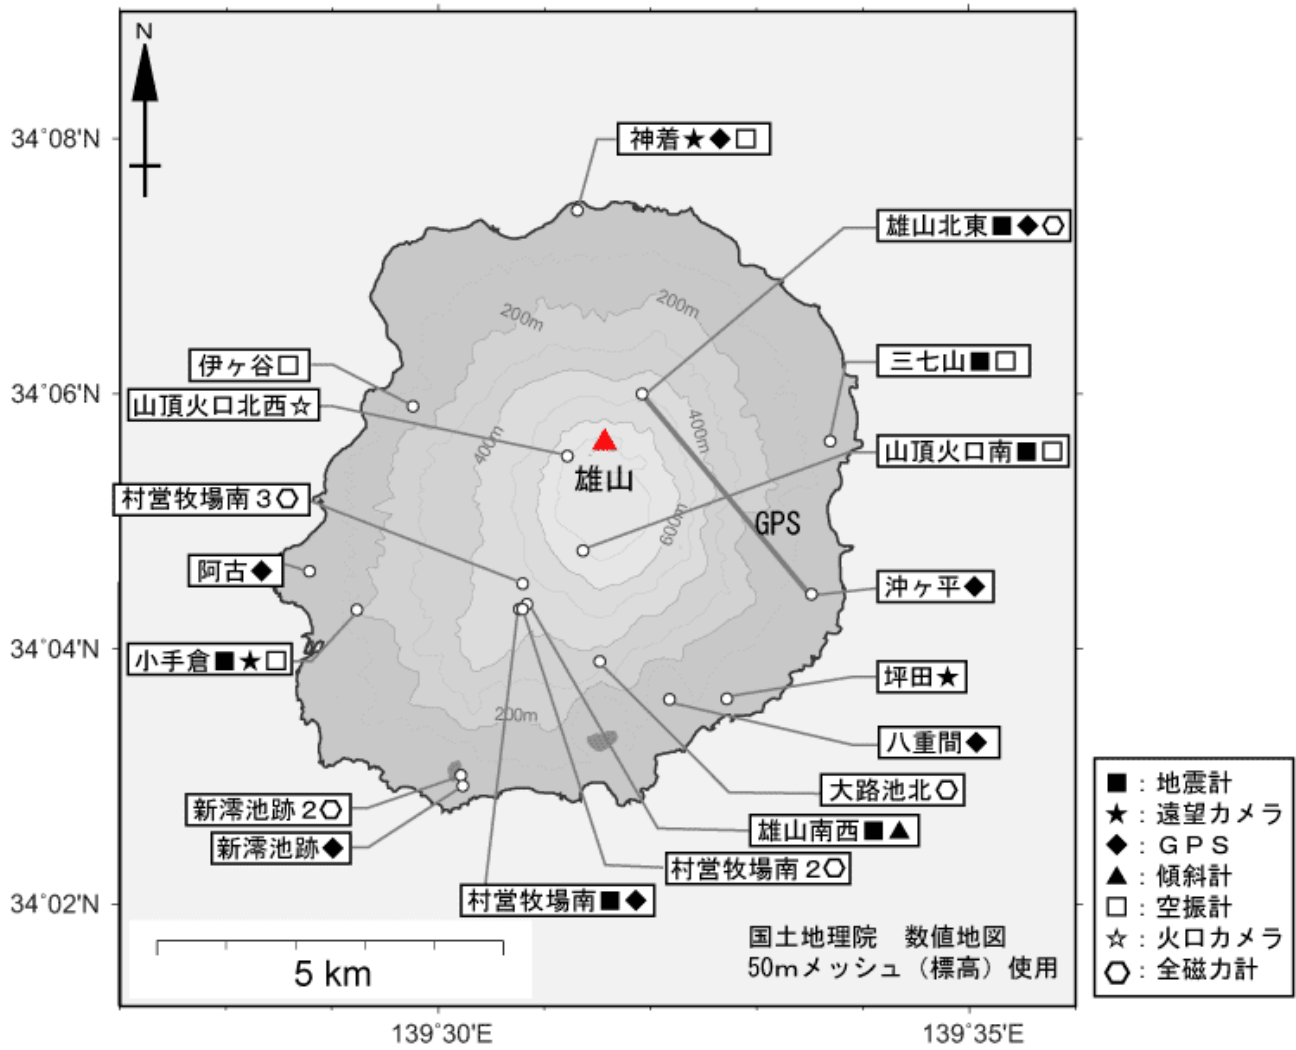 N
34°08'N
神着★◆□
雄山北東■◆⬡
200m
200m
伊ヶ谷□
三七山■□
34°06'N
山頂火口北西☆
400m
400m
山頂火口南■□
雄山
村営牧場南３⬡
600m
GPS
阿古◆
沖ヶ平◆
34°04'N
小手倉■★□
坪田★
200m
八重間◆
■：地震計
大路池北⬡
新澪池跡２⬡
★：遠望カメラ
雄山南西■▲
新澪池跡◆
◆：ＧＰＳ
村営牧場南２⬡
▲：傾斜計
34°02'N
村営牧場南■◆
□：空振計
国土地理院　数値地図
☆：火口カメラ
5 km
50mメッシュ（標高）使用
⬡：全磁力計
139°30'E
139°35'E